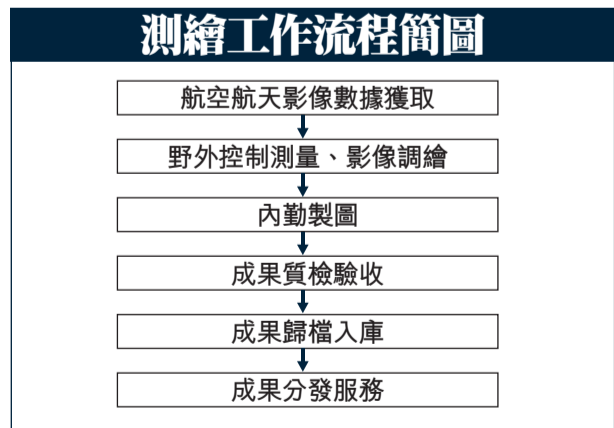 測繪工作流程簡圖
航空航天影像數據獲取
野外控制測量、影像調繪
內勤製圖
成果質檢驗收
成果歸檔入庫
成果分發服務